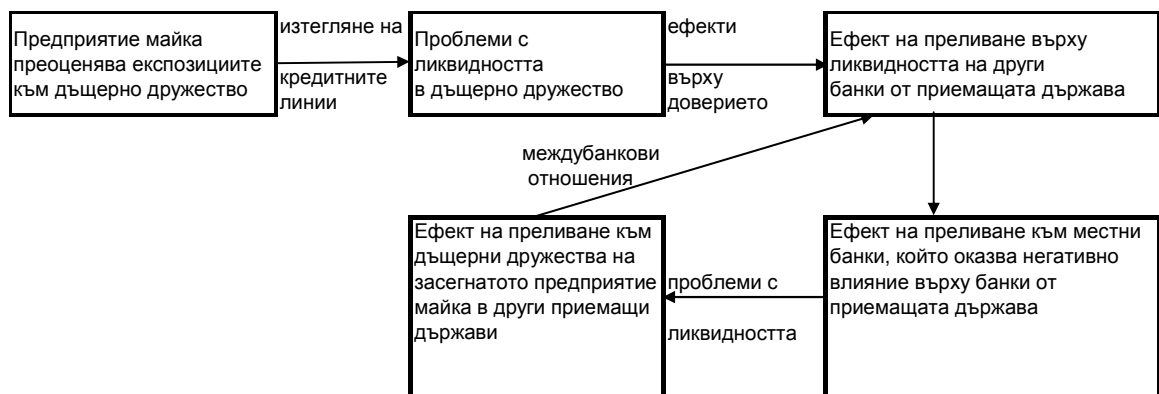 Предприятие майка
преоценява експозициите
към дъщерно дружество
изтегляне на
кредитните
линии
Проблеми с
ликвидността
в дъщерно дружество
ефекти
върху
доверието
Ефект на преливане върху
ликвидността на други
банки от приемащата държава
междубанкови
отношения
Ефект на преливане към местни
банки, който оказва негативно
влияние върху банки от
приемащата държава
проблеми с
ликвидността
Ефект на преливане към
дъщерни дружества на
засегнатото предприятие
майка в други приемащи
държави